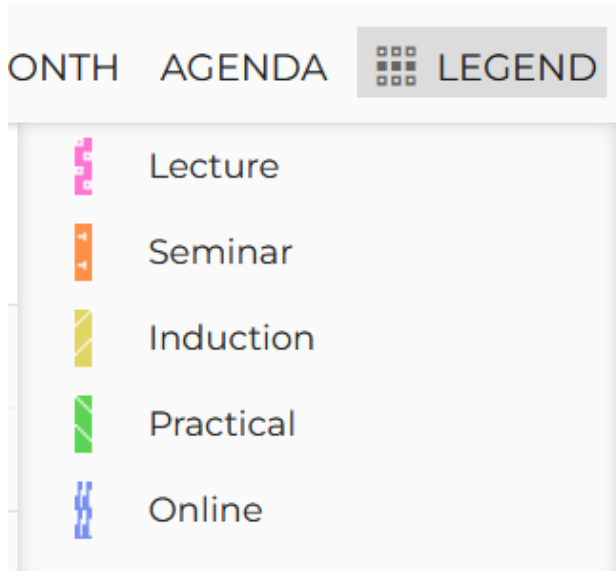 ONTH AGENDA LEGEND
Lecture
Seminar
Induction
Practical
Online